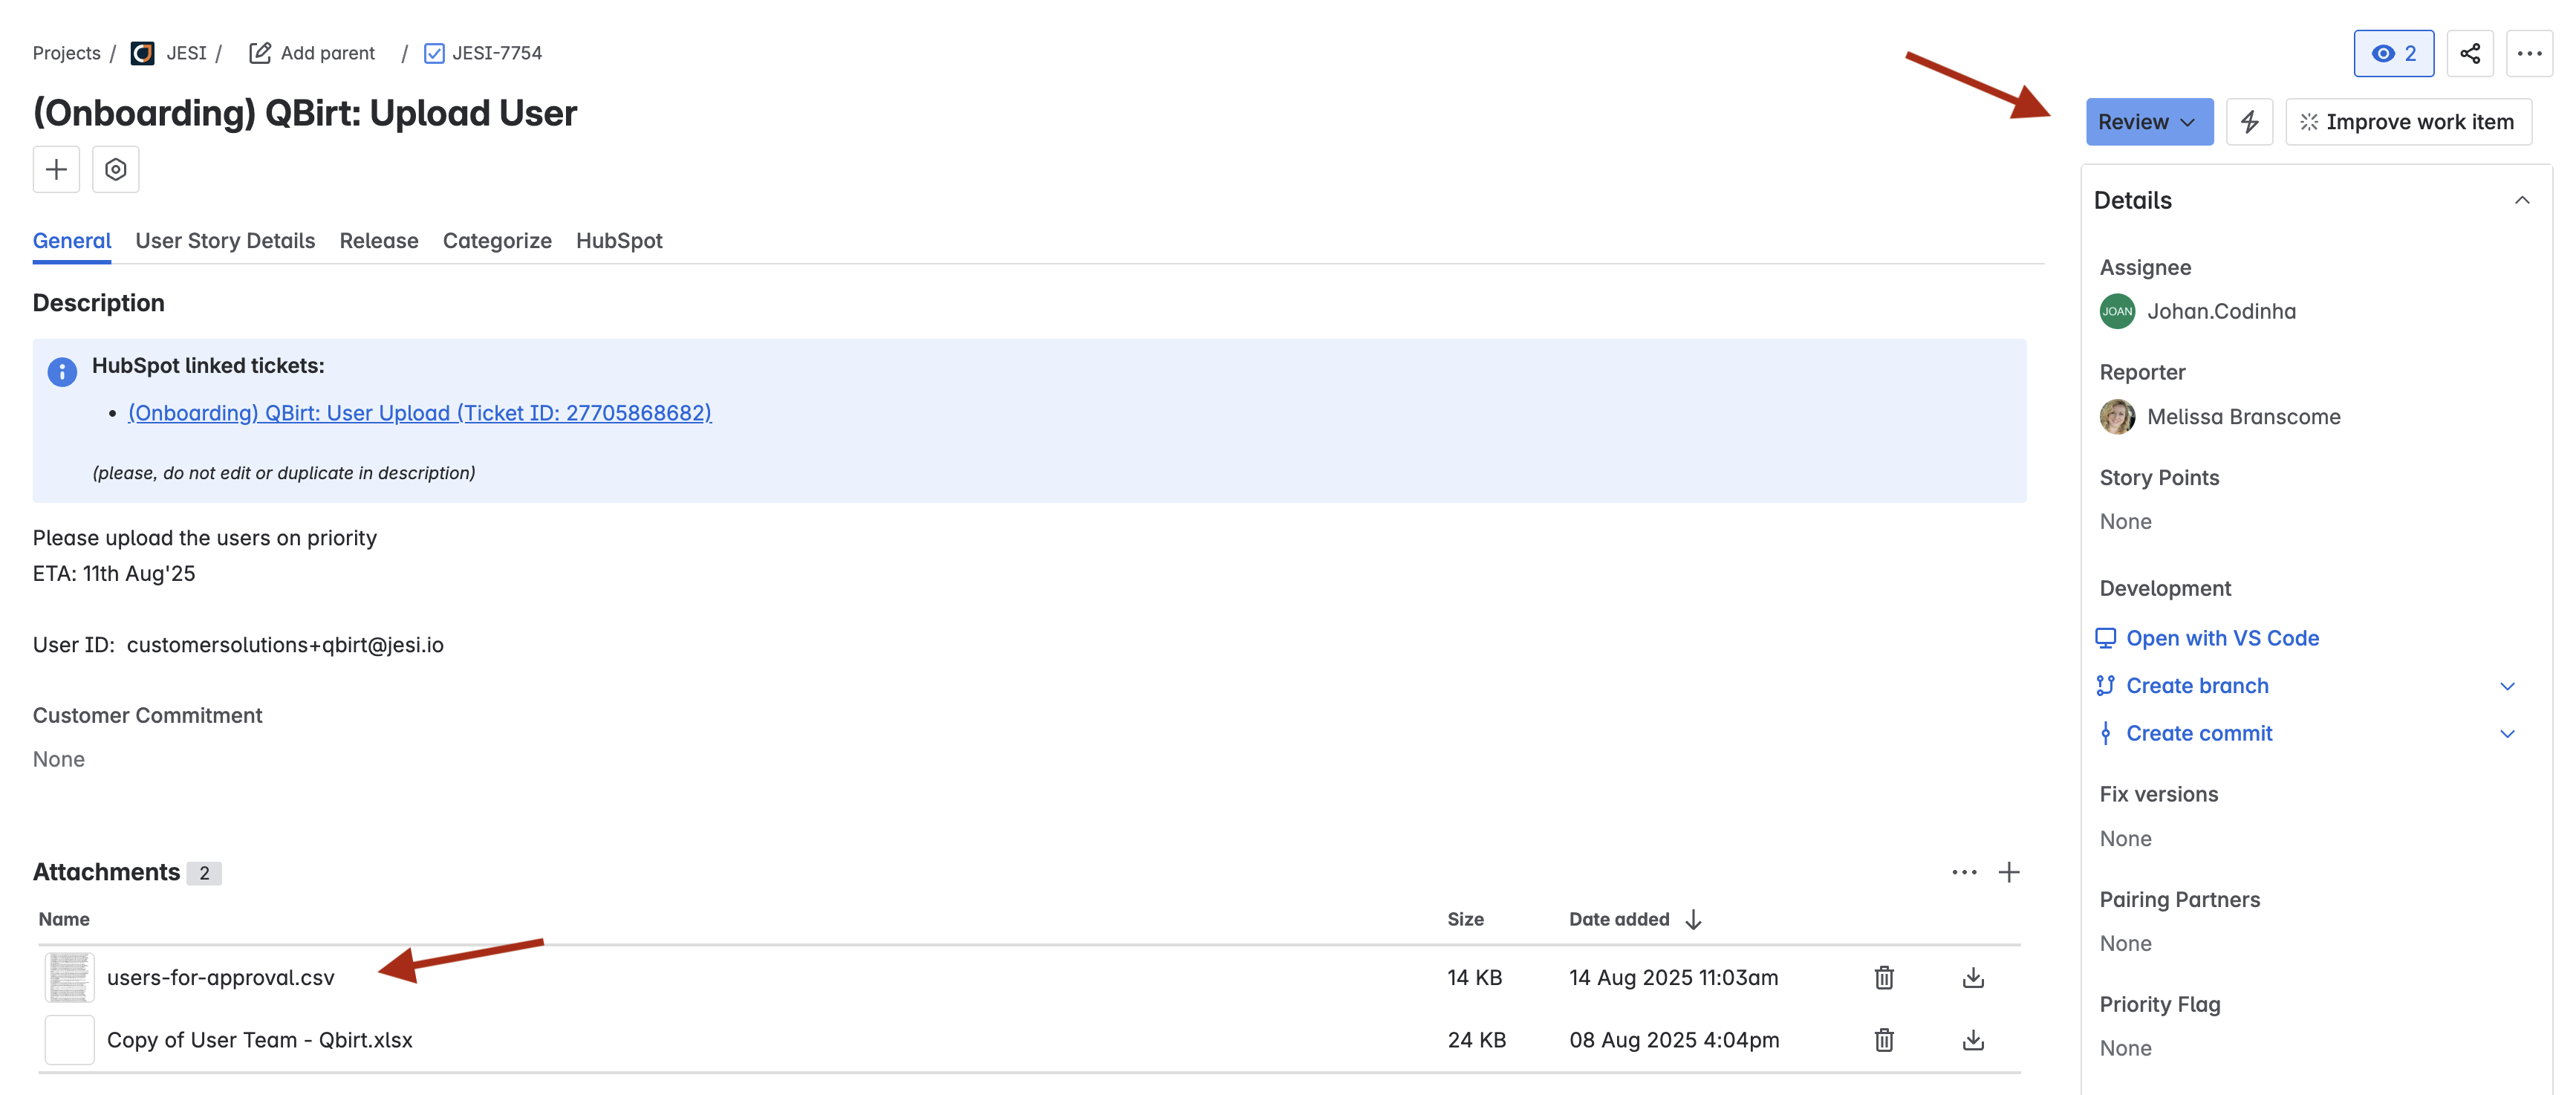 Projects / JESI / Add parent / JESI-7754
2
(Onboarding) QBirt: Upload User
Review
Improve work item
General User Story Details Release Categorize HubSpot
Description
HubSpot linked tickets:
• (Onboarding) QBirt: User Upload (Ticket ID: 27705868682)
(please, do not edit or duplicate in description)
Please upload the users on priority
ETA: 11th Aug'25
User ID: customersolutions+qbirt@jesi.io
Customer Commitment
None
Attachments 2
Name Size Date added
users-for-approval.csv 14 KB 14 Aug 2025 11:03am
Copy of User Team - Qbirt.xlsx 24 KB 08 Aug 2025 4:04pm
Details
Assignee
JOAN Johan.Codinha
Reporter
Melissa Branscome
Story Points
None
Development
Open with VS Code
Create branch
Create commit
Fix versions
None
Pairing Partners
None
Priority Flag
None